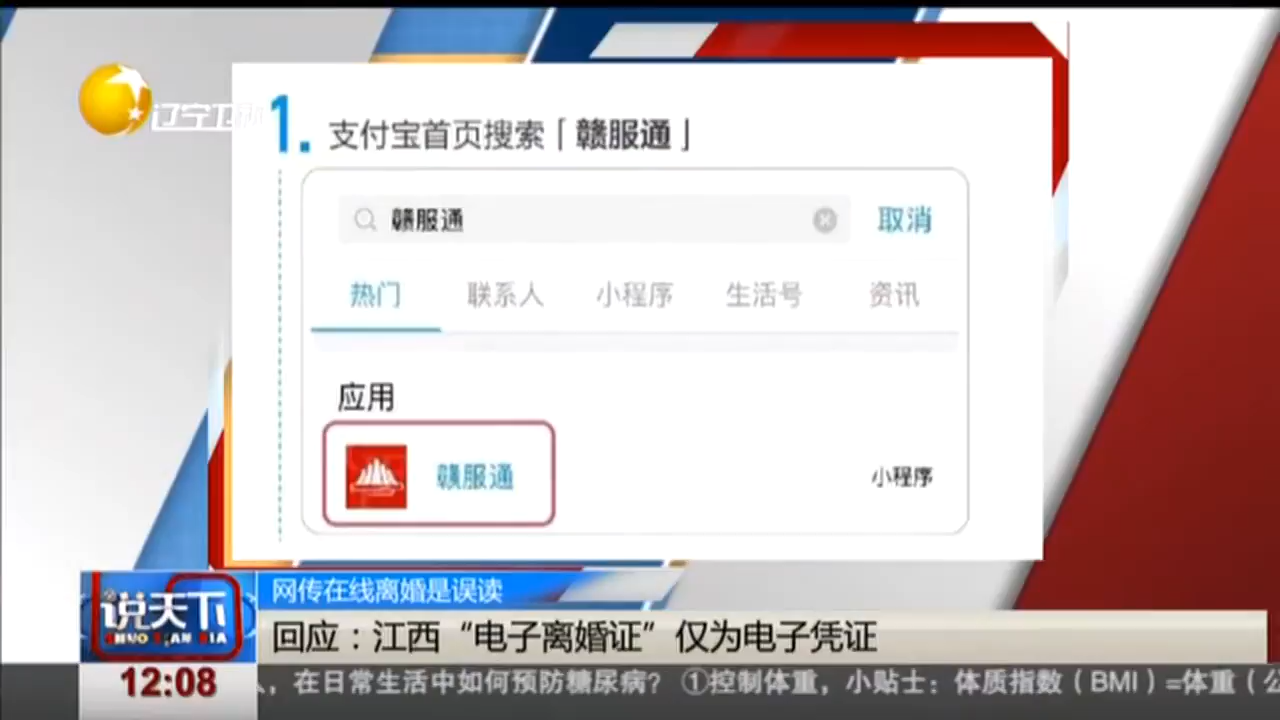 辽宁卫视
1. 支付宝首页搜索「赣服通」
赣服通
取消
热门 联系人 小程序 生活号 资讯
应用
赣服通
小程序
说天下
SHUO TIAN XIA
网传在线离婚是误读
回应：江西“电子离婚证”仅为电子凭证
12:08
，在日常生活中如何预防糖尿病？ ①控制体重，小贴士：体质指数（BMI）=体重（公